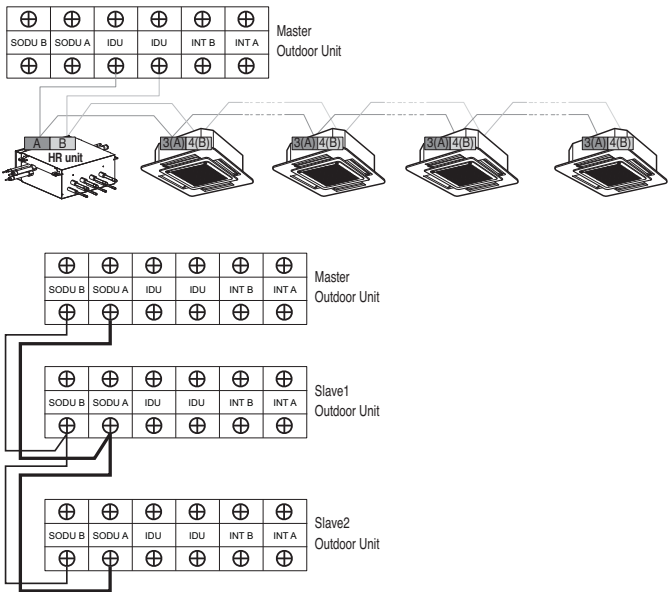 SODU B SODU A IDU IDU INT B INT A
Master
Outdoor Unit
A B
HR unit
3(A) 4(B) 3(A) 4(B) 3(A) 4(B) 3(A) 4(B)
SODU B SODU A IDU IDU INT B INT A
Master
Outdoor Unit
SODU B SODU A IDU IDU INT B INT A
Slave1
Outdoor Unit
SODU B SODU A IDU IDU INT B INT A
Slave2
Outdoor Unit